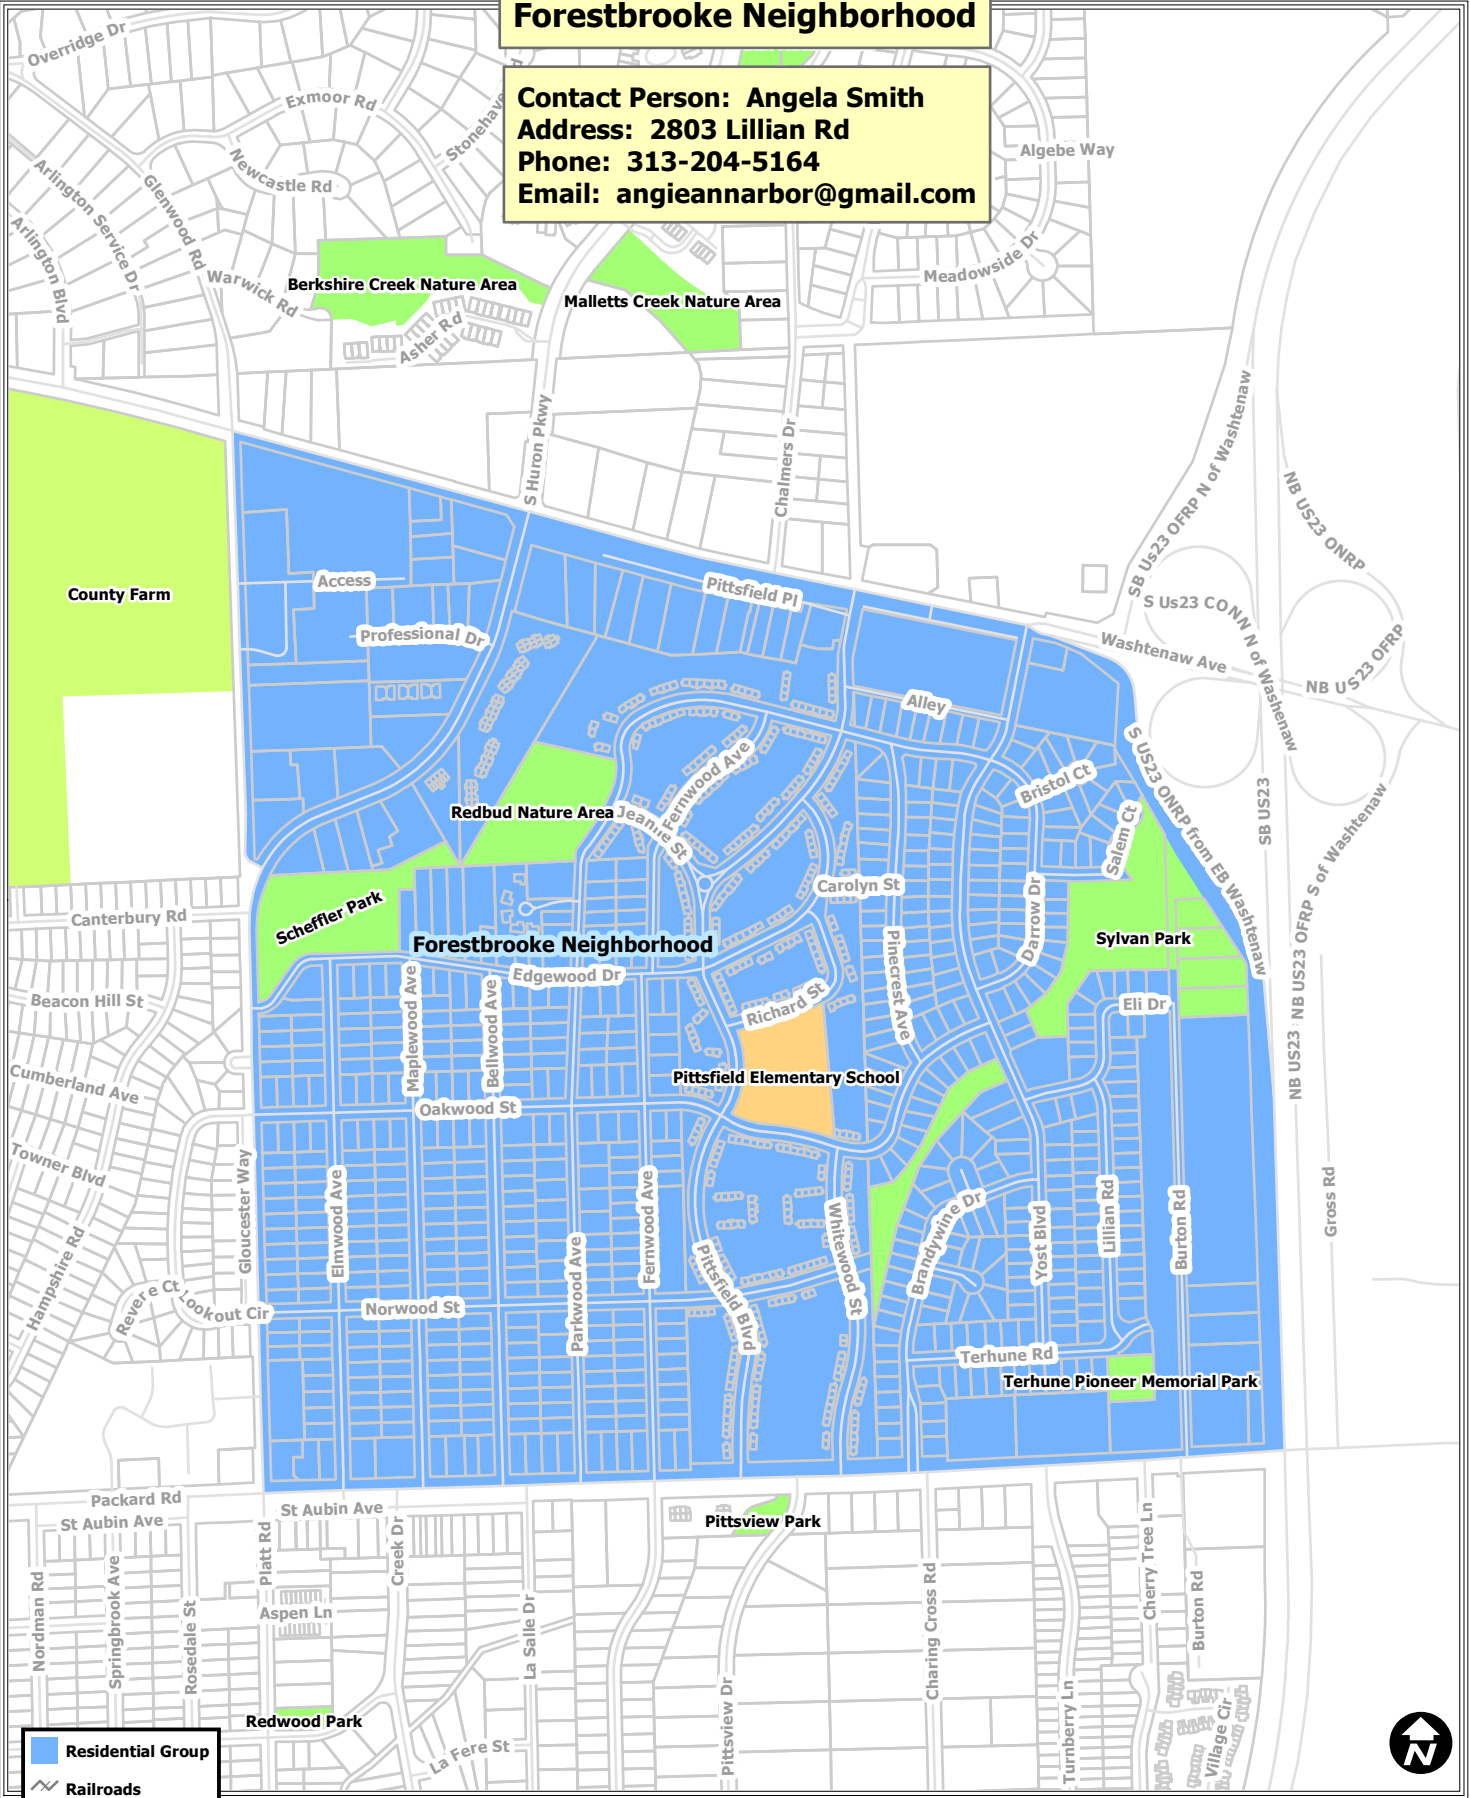 Forestbrooke Neighborhood
Contact Person: Angela Smith
Address: 2803 Lillian Rd
Phone: 313-204-5164
Email: angieannarbor@gmail.com
Overridge Dr
Exmoor Rd
Stonehave
Newcastle Rd
Algebe Way
Arlington Service Dr
Glenwood Rd
Arlington Blvd
Warwick Rd
Berkshire Creek Nature Area
Malletts Creek Nature Area
Meadowside Dr
Asher Rd
S Huron Pkwy
Chalmers Dr
SB Us23 OFRP N of Washtenaw
NB US23 ONRP
County Farm
Access
Professional Dr
Pittsfield Pl
S Us23 CONN N of Washenaw
Washtenaw Ave
NB US23 OFRP
Alley
Fernwood Ave
Bristol Ct
S US23 ONRP from EB Washtenaw
SB US23
Redbud Nature Area
Jeanne St
Salem Ct
NB US23 OFRP S of Washtenaw
Carolyn St
Canterbury Rd
Scheffler Park
Forestbrooke Neighborhood
Darrow Dr
Sylvan Park
Edgewood Dr
Pinecrest Ave
Beacon Hill St
Maplewood Ave
Bellwood Ave
Richard St
Eli Dr
NB US23
Cumberland Ave
Pittsfield Elementary School
Oakwood St
Towner Blvd
Gloucester Way
Elmwood Ave
Fernwood Ave
Parkwood Ave
Whitewood St
Brandywine Dr
Yost Blvd
Lillian Rd
Burton Rd
Gross Rd
Hampshire Rd
Revere Ct
Lookout Cir
Norwood St
Pittsfield Blvd
Terhune Rd
Terhune Pioneer Memorial Park
Packard Rd
St Aubin Ave
St Aubin Ave
Pittsview Park
Platt Rd
Creek Dr
Nordman Rd
Springbrook Ave
Rosedale St
Aspen Ln
La Salle Dr
Charing Cross Rd
Cherry Tree Ln
Burton Rd
Pittsview Dr
Turnberry Ln
Village Cir
Redwood Park
La Fere St
Residential Group
Railroads
N